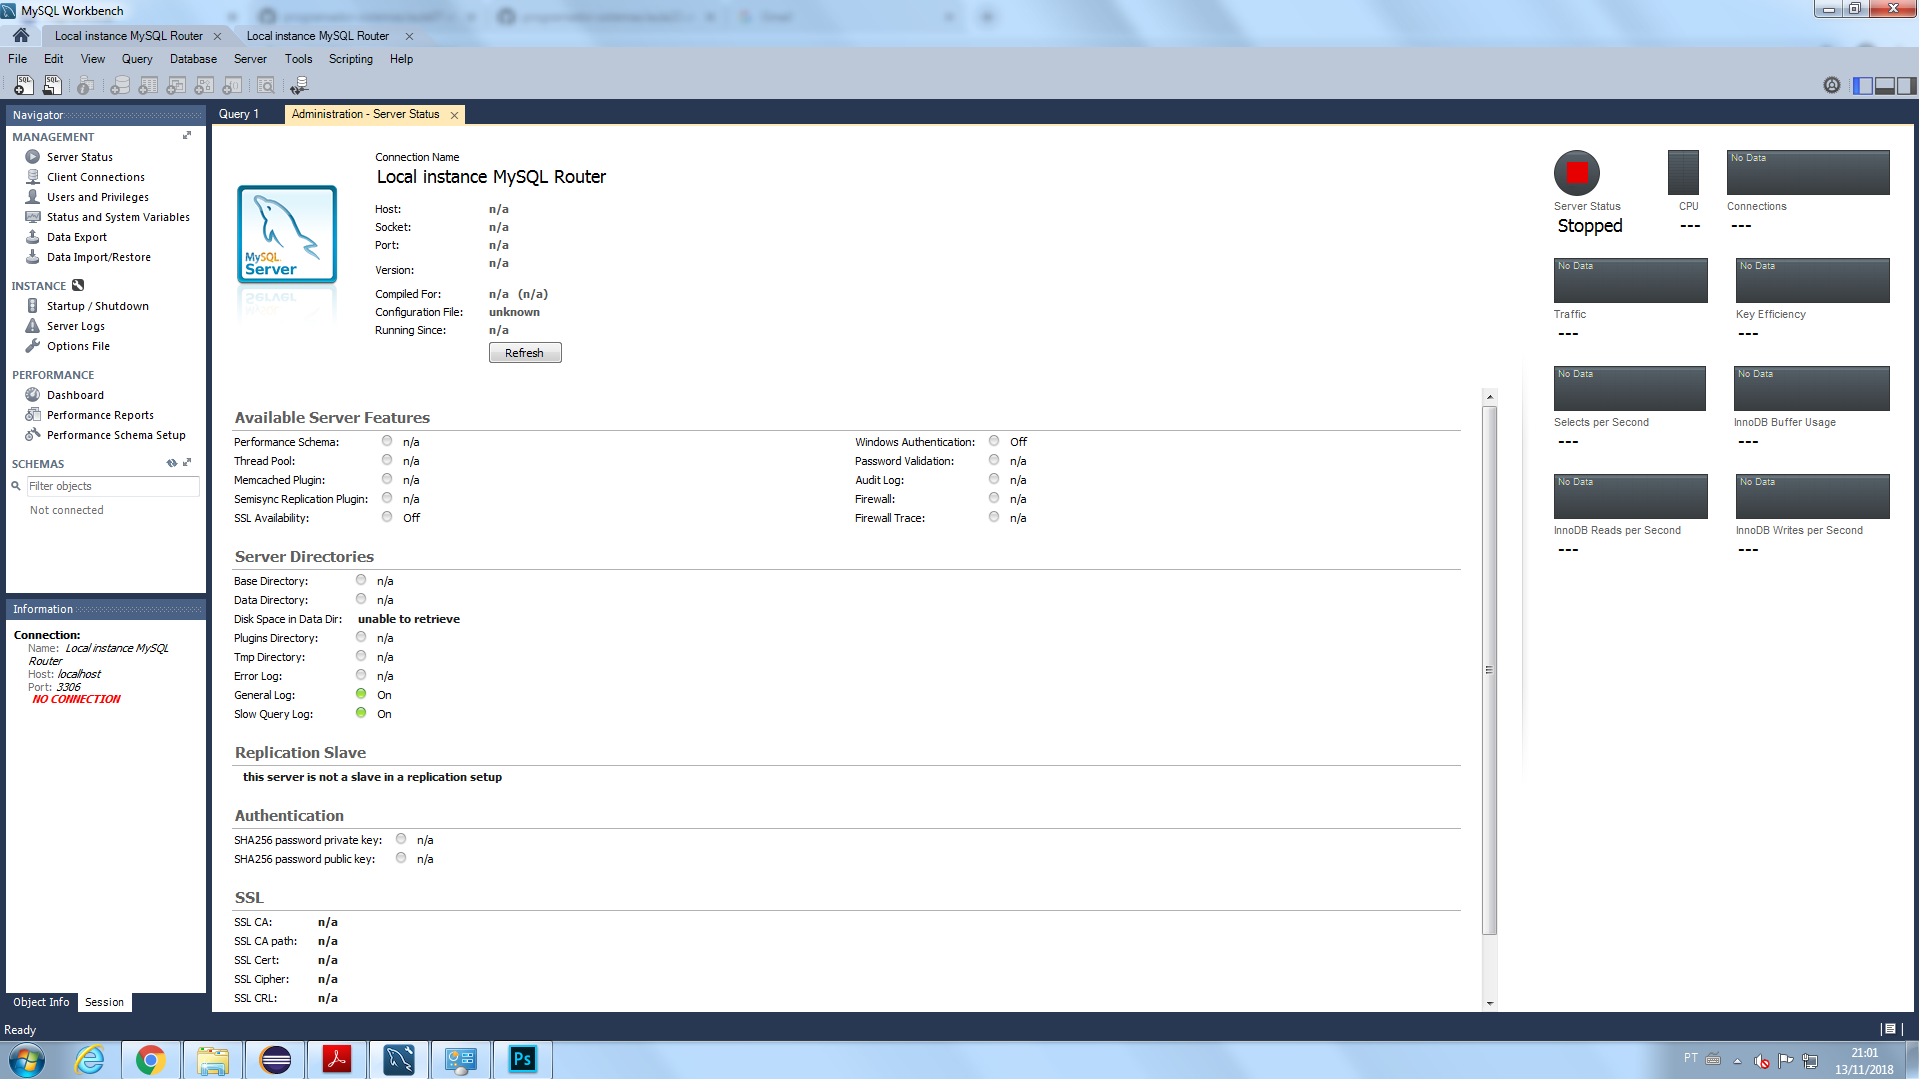 MySQL Workbench
Local instance MySQL Router
Local instance MySQL Router
File Edit View Query Database Server Tools Scripting Help
Navigator
MANAGEMENT
Server Status
Client Connections
Users and Privileges
Status and System Variables
Data Export
Data Import/Restore
INSTANCE
Startup / Shutdown
Server Logs
Options File
PERFORMANCE
Dashboard
Performance Reports
Performance Schema Setup
SCHEMAS
Filter objects
Not connected
Information
Connection:
Name: Local instance MySQL
Router
Host: localhost
Port: 3306
NO CONNECTION
Object Info Session
Ready
Query 1
Administration - Server Status
MySQL
Server
Connection Name
Local instance MySQL Router
Host: n/a
Socket: n/a
Port: n/a
Version: n/a
Compiled For: n/a (n/a)
Configuration File: unknown
Running Since: n/a
Refresh
Available Server Features
Performance Schema: n/a
Thread Pool: n/a
Memcached Plugin: n/a
Semisync Replication Plugin: n/a
SSL Availability: Off
Windows Authentication: Off
Password Validation: n/a
Audit Log: n/a
Firewall: n/a
Firewall Trace: n/a
Server Directories
Base Directory: n/a
Data Directory: n/a
Disk Space in Data Dir: unable to retrieve
Plugins Directory: n/a
Tmp Directory: n/a
Error Log: n/a
General Log: On
Slow Query Log: On
Replication Slave
this server is not a slave in a replication setup
Authentication
SHA256 password private key: n/a
SHA256 password public key: n/a
SSL
SSL CA: n/a
SSL CA path: n/a
SSL Cert: n/a
SSL Cipher: n/a
SSL CRL: n/a
Server Status
Stopped
CPU
---
No Data
Connections
---
No Data
Traffic
---
No Data
Key Efficiency
---
No Data
Selects per Second
---
No Data
InnoDB Buffer Usage
---
No Data
InnoDB Reads per Second
---
No Data
InnoDB Writes per Second
---
Ps
PT
21:01
13/11/2018